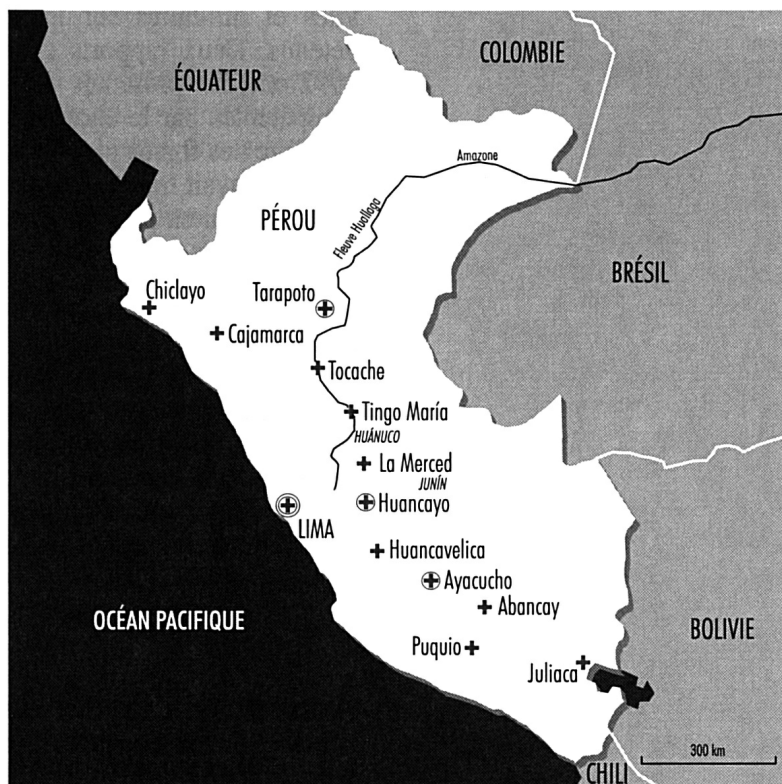 COLOMBIE
ÉQUATEUR
Amazone
Fleuve Huallaga
PÉROU
BRÉSIL
Chiclayo
Tarapoto
Cajamarca
Tocache
Tingo María
HUÁNUCO
La Merced
JUNÍN
Huancayo
LIMA
Huancavelica
Ayacucho
Abancay
OCÉAN PACIFIQUE
BOLIVIE
Puquio
Juliaca
300 km
CHILI